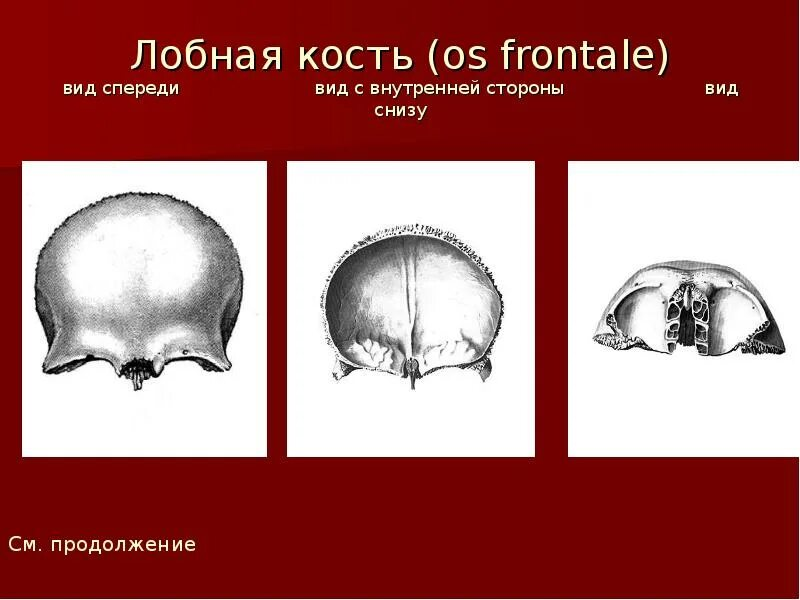 Лобная кость (os frontale)
вид спереди вид с внутренней стороны вид
снизу
См. продолжение